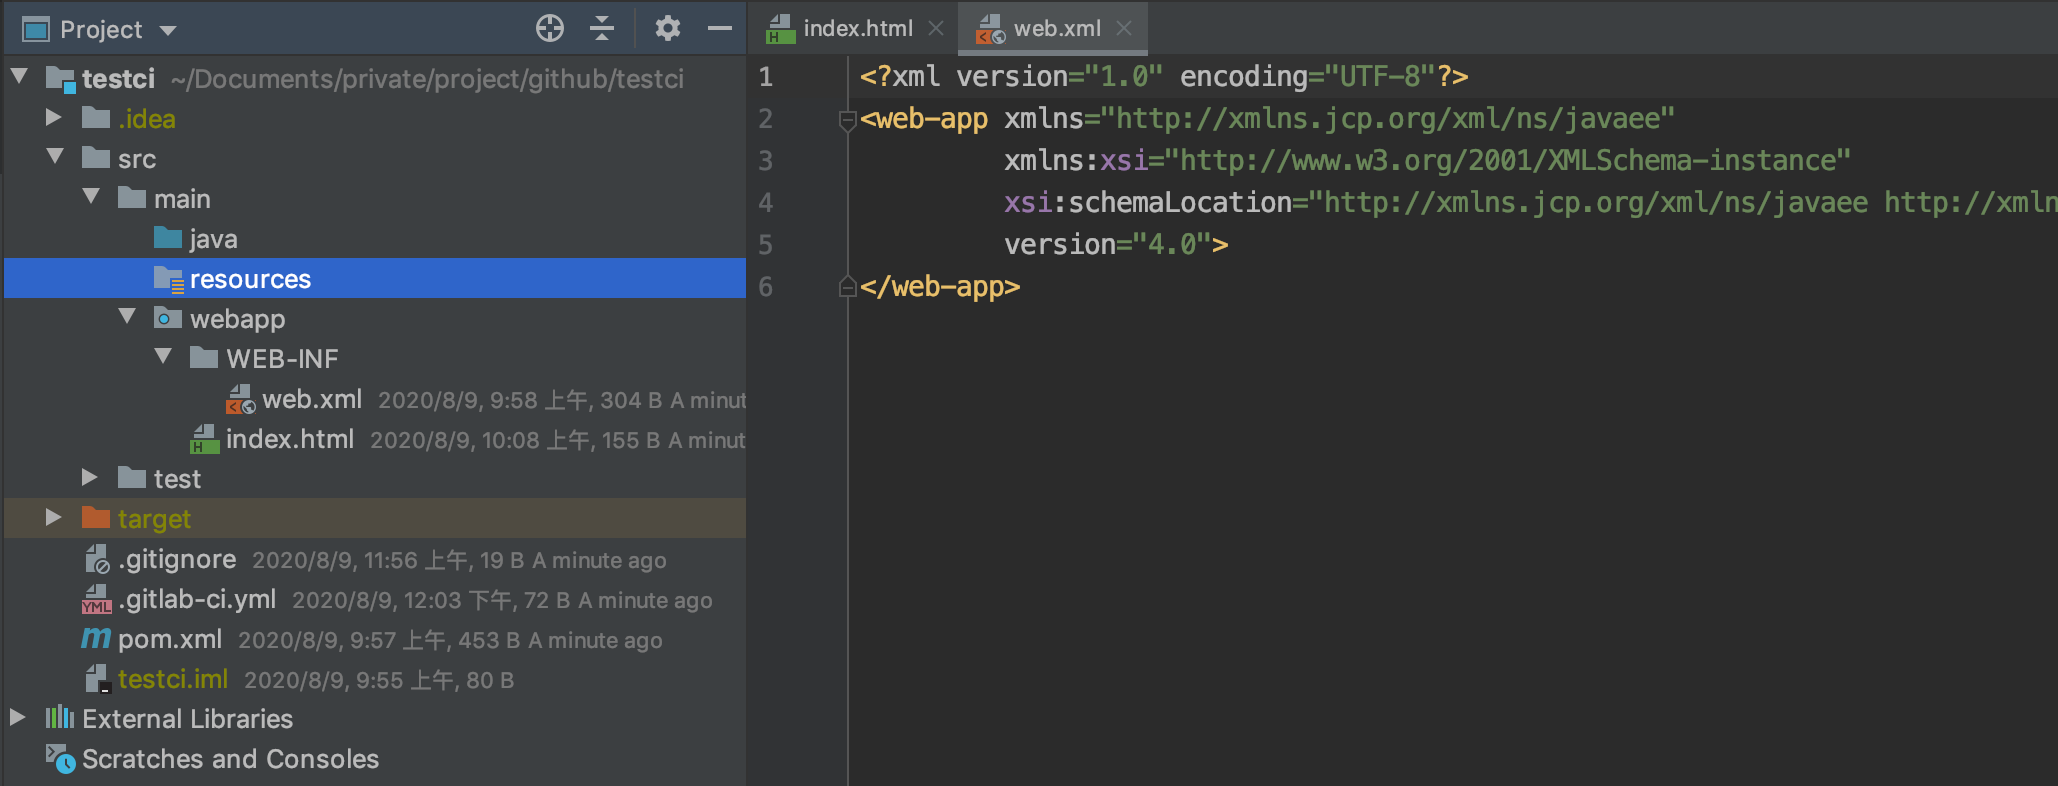 Project
testci ~/Documents/private/project/github/testci
.idea
src
main
java
resources
webapp
WEB-INF
web.xml 2020/8/9, 9:58 上午, 304 B A minut
index.html 2020/8/9, 10:08 上午, 155 B A minut
test
target
.gitignore 2020/8/9, 11:56 上午, 19 B A minute ago
.gitlab-ci.yml 2020/8/9, 12:03 下午, 72 B A minute ago
pom.xml 2020/8/9, 9:57 上午, 453 B A minute ago
testci.iml 2020/8/9, 9:55 上午, 80 B
External Libraries
Scratches and Consoles
index.html web.xml
1 <?xml version="1.0" encoding="UTF-8"?>
2 <web-app xmlns="http://xmlns.jcp.org/xml/ns/javaee"
3 xmlns:xsi="http://www.w3.org/2001/XMLSchema-instance"
4 xsi:schemaLocation="http://xmlns.jcp.org/xml/ns/javaee http://xmln
5 version="4.0">
6 </web-app>